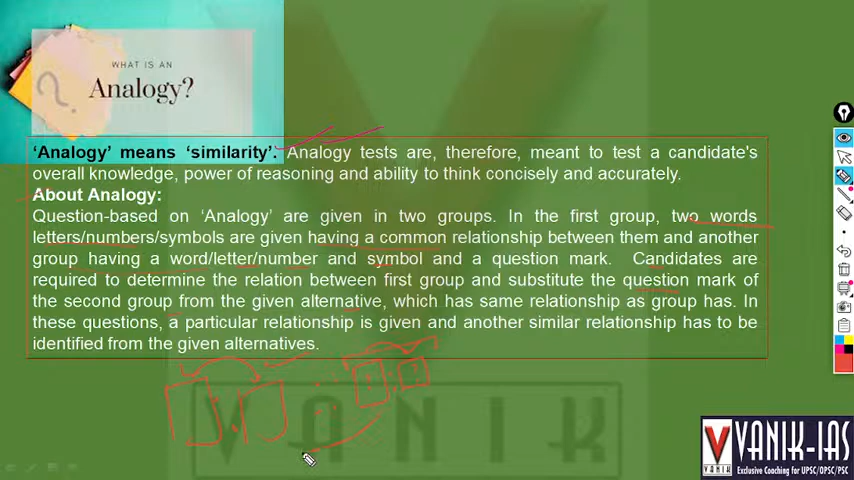 WHAT IS AN
Analogy?
‘Analogy’ means ‘similarity’. Analogy tests are, therefore, meant to test a candidate's
overall knowledge, power of reasoning and ability to think concisely and accurately.
About Analogy:
Question-based on ‘Analogy’ are given in two groups. In the first group, two words
letters/numbers/symbols are given having a common relationship between them and another
group having a word/letter/number and symbol and a question mark. Candidates are
required to determine the relation between first group and substitute the question mark of
the second group from the given alternative, which has same relationship as group has. In
these questions, a particular relationship is given and another similar relationship has to be
identified from the given alternatives.
1 : ?
VANIK
VANIK-IAS
VANIK
Exclusive Coaching for UPSC/OPSC/PSC